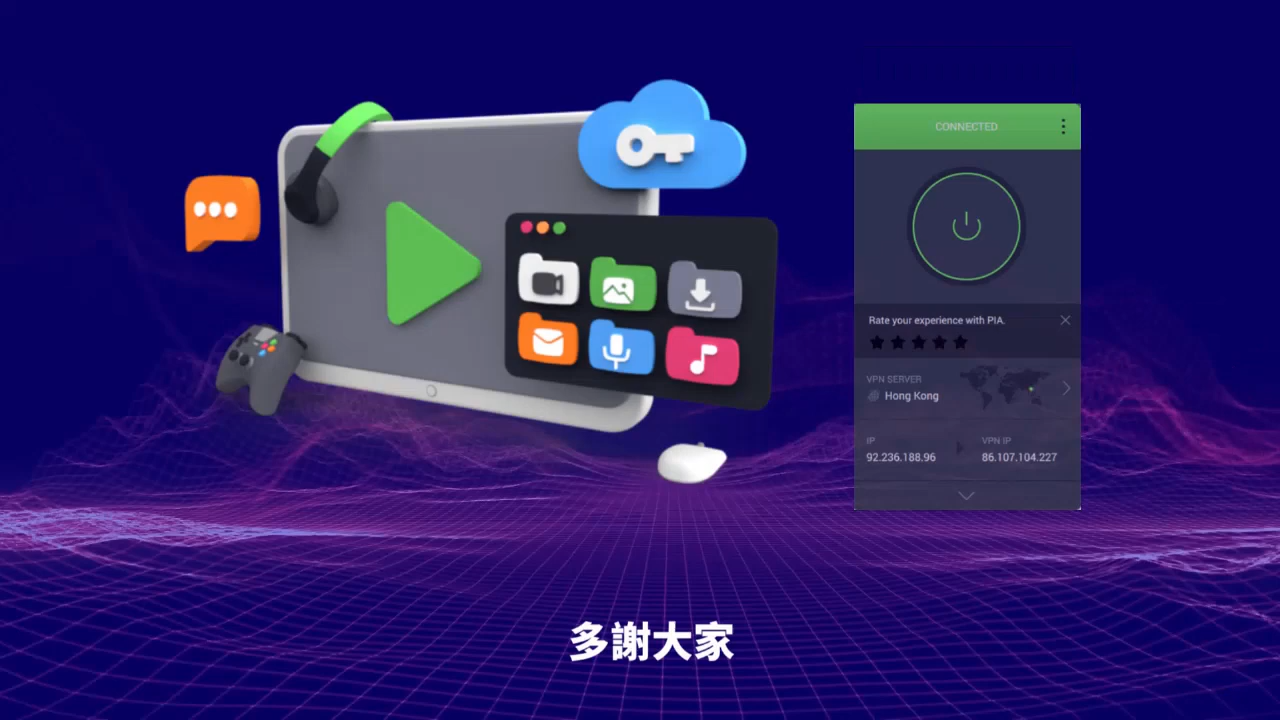 CONNECTED
Rate your experience with PIA.
VPN SERVER
Hong Kong
IP
VPN IP
92.236.188.96
86.107.104.227
多謝大家